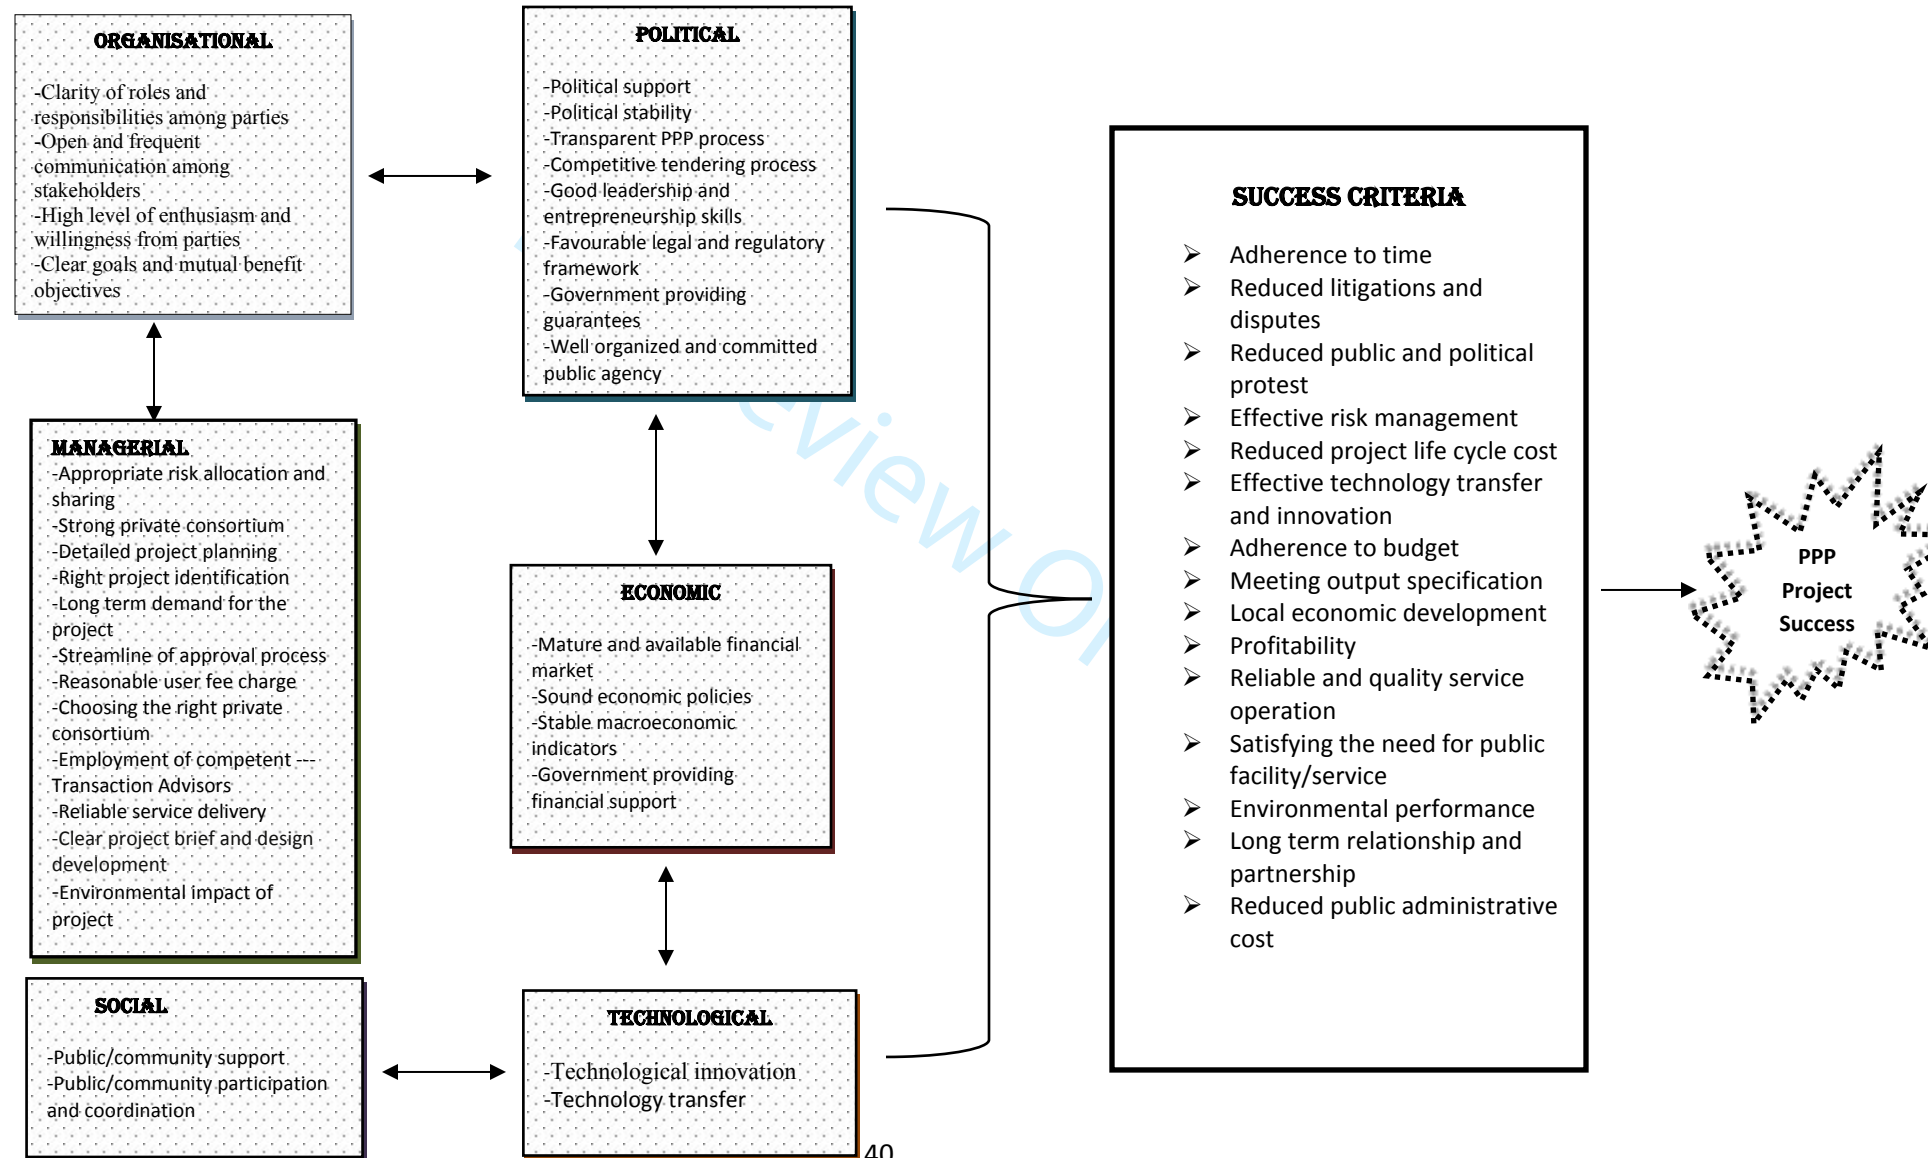 ORGANISATIONAL
-Clarity of roles and
responsibilities among parties
-Open and frequent
communication among
stakeholders
-High level of enthusiasm and
willingness from parties
-Clear goals and mutual benefit
objectives
POLITICAL
-Political support
-Political stability
-Transparent PPP process
-Competitive tendering process
-Good leadership and
entrepreneurship skills
-Favourable legal and regulatory
framework
-Government providing
guarantees
-Well organized and committed
public agency
MANAGERIAL
-Appropriate risk allocation and
sharing
-Strong private consortium
-Detailed project planning
-Right project identification
-Long term demand for the
project
-Streamline of approval process
-Reasonable user fee charge
-Choosing the right private
consortium
-Employment of competent ---
Transaction Advisors
-Reliable service delivery
-Clear project brief and design
development
-Environmental impact of
project
ECONOMIC
-Mature and available financial
market
-Sound economic policies
-Stable macroeconomic
indicators
-Government providing
financial support
SOCIAL
-Public/community support
-Public/community participation
and coordination
TECHNOLOGICAL
-Technological innovation
-Technology transfer
SUCCESS CRITERIA
➢ Adherence to time
➢ Reduced litigations and
disputes
➢ Reduced public and political
protest
➢ Effective risk management
➢ Reduced project life cycle cost
➢ Effective technology transfer
and innovation
➢ Adherence to budget
➢ Meeting output specification
➢ Local economic development
➢ Profitability
➢ Reliable and quality service
operation
➢ Satisfying the need for public
facility/service
➢ Environmental performance
➢ Long term relationship and
partnership
➢ Reduced public administrative
cost
PPP
Project
Success
40